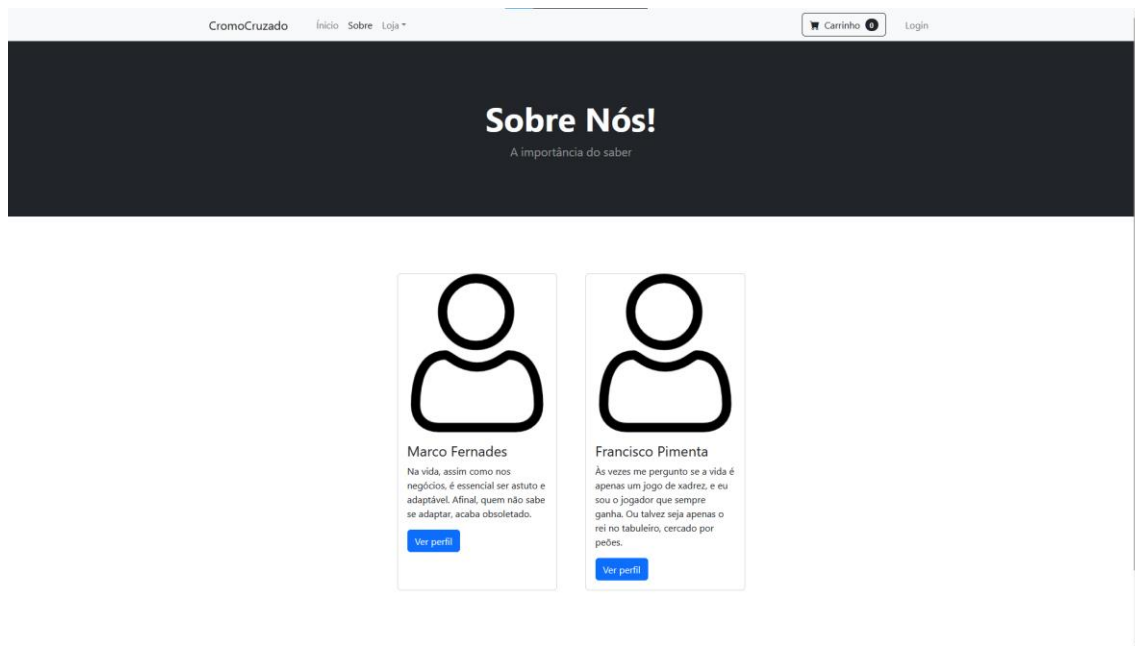 CromoCruzado Ínicio Sobre Loja Carrinho 0 Login
Sobre Nós!
A importância do saber
Marco Fernades
Na vida, assim como nos
negócios, é essencial ser astuto e
adaptável. Afinal, quem não sabe
se adaptar, acaba obsoletado.
Ver perfil
Francisco Pimenta
Às vezes me pergunto se a vida é
apenas um jogo de xadrez, e eu
sou o jogador que sempre
ganha. Ou talvez seja apenas o
rei no tabuleiro, cercado por
peões.
Ver perfil